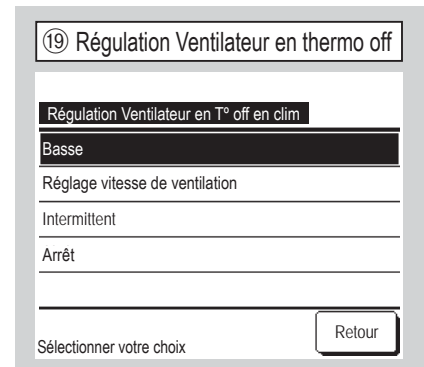 ⑲ Régulation Ventilateur en thermo off
Régulation Ventilateur en Tº off en clim
Basse
Réglage vitesse de ventilation
Intermittent
Arrêt
Retour
Sélectionner votre choix